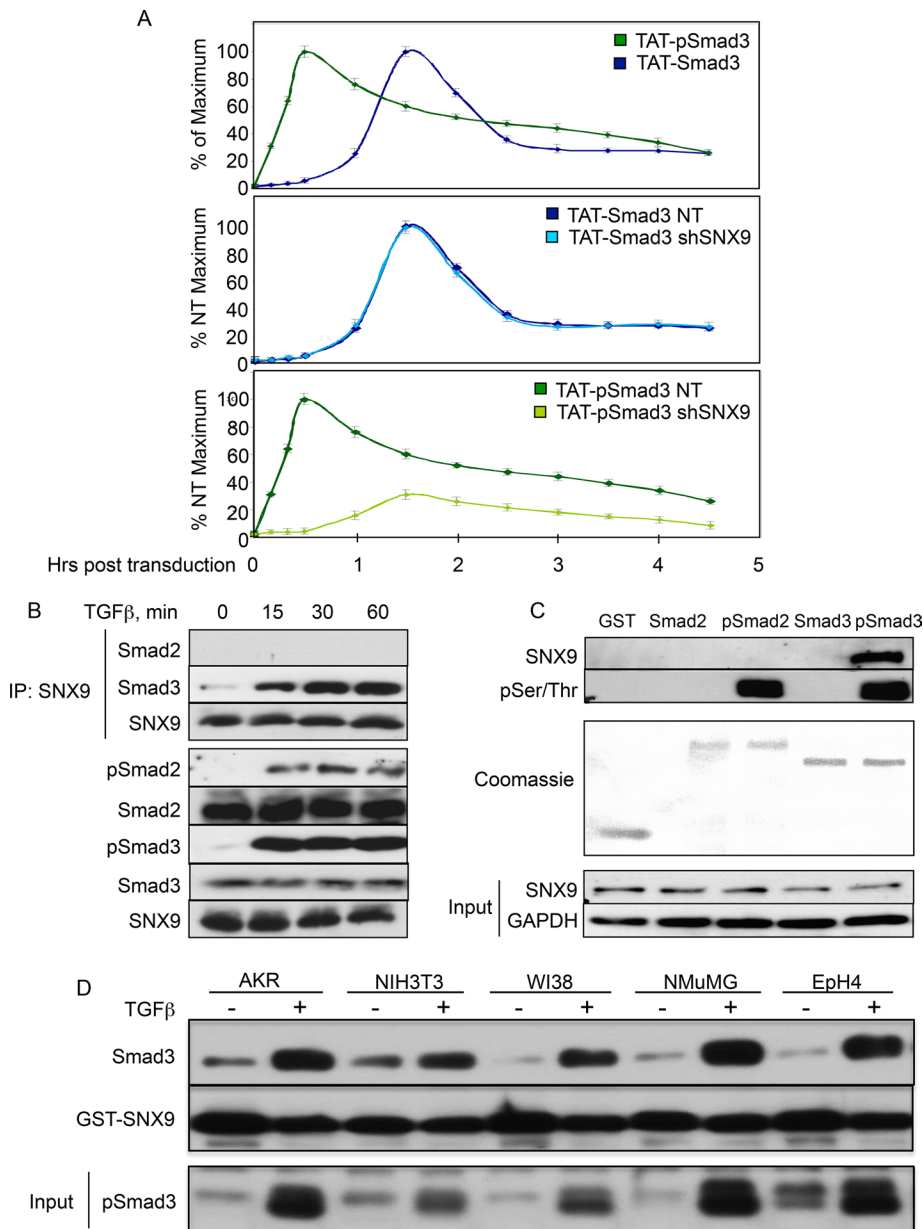 A
100
80
60
40
20
0
% of Maximum
TAT-pSmad3
TAT-Smad3
100
80
60
40
20
0
% NT Maximum
TAT-Smad3 NT
TAT-Smad3 shSNX9
100
80
60
40
20
0
% NT Maximum
TAT-pSmad3 NT
TAT-pSmad3 shSNX9
Hrs post transduction 0 1 2 3 4 5
B
TGFβ, min 0 15 30 60
IP: SNX9
Smad2
Smad3
SNX9
pSmad2
Smad2
pSmad3
Smad3
SNX9
C
GST Smad2 pSmad2 Smad3 pSmad3
SNX9
pSer/Thr
Coomassie
Input
SNX9
GAPDH
D
AKR NIH3T3 WI38 NMuMG EpH4
TGFβ - + - + - + - + - +
Smad3
GST-SNX9
Input pSmad3